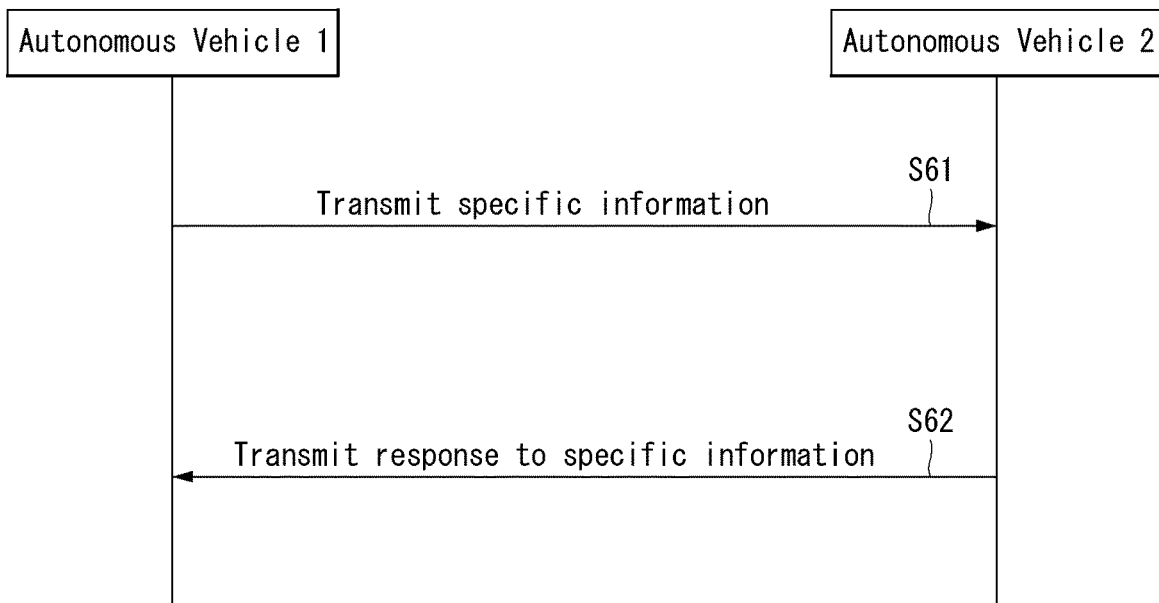 Autonomous Vehicle 1
Autonomous Vehicle 2
S61
Transmit specific information
S62
Transmit response to specific information